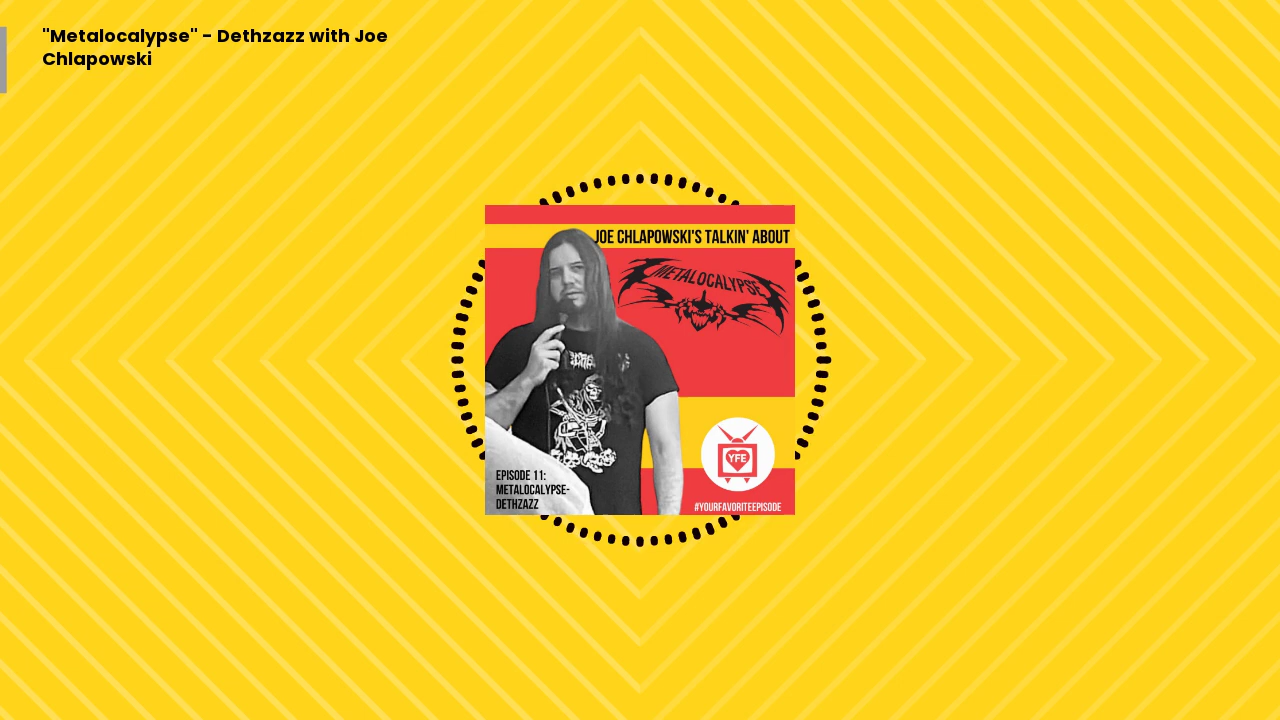 "Metalocalypse" - Dethzazz with Joe
Chlapowski
JOE CHLAPOWSKI'S TALKIN' ABOUT
METALOCALYPSE
YFE
EPISODE 11:
METALOCALYPSE-
DETHZAZZ
#YOURFAVORITEEPISODE